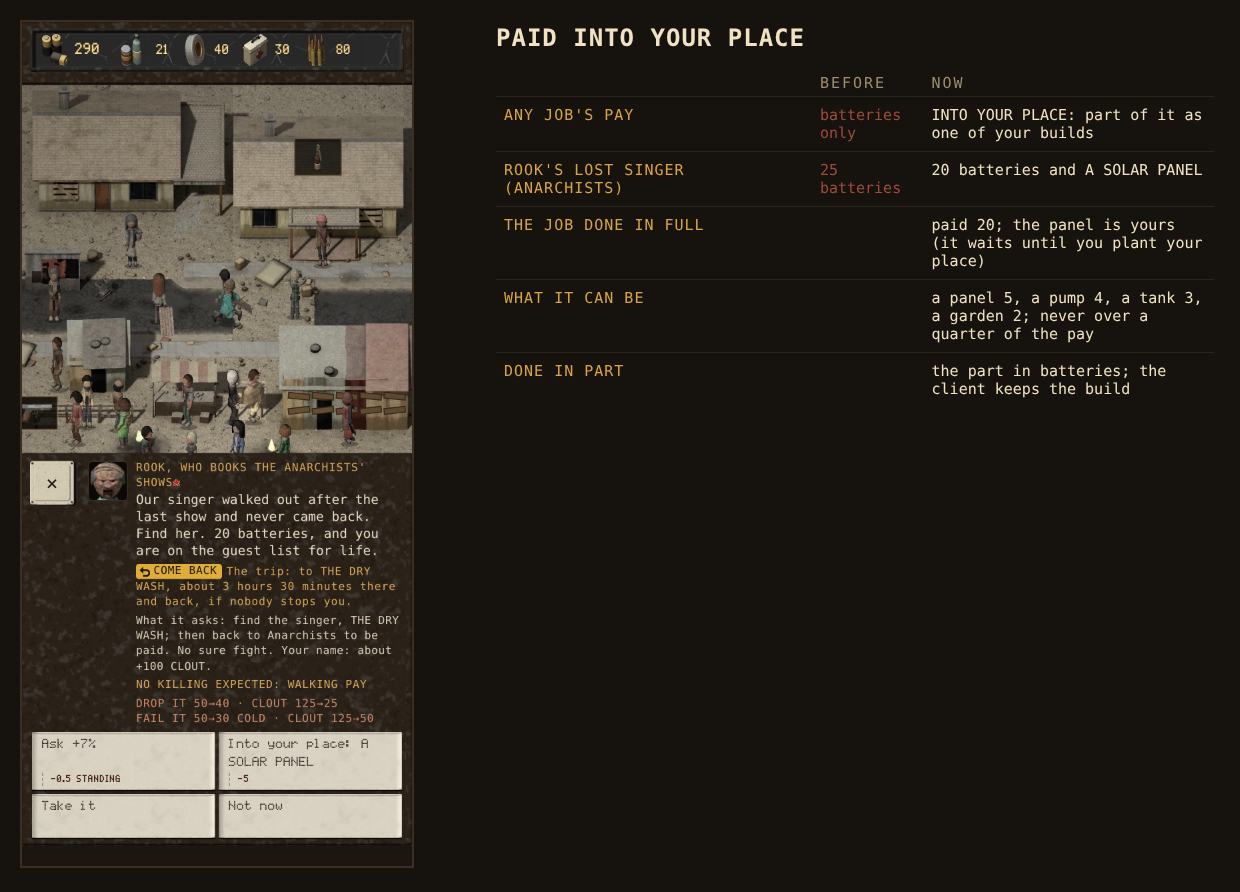 290 21 40 30 80
ROOK, WHO BOOKS THE ANARCHISTS'
SHOWS
Our singer walked out after the
last show and never came back.
Find her. 20 batteries, and you
are on the guest list for life.
COME BACK The trip: to THE DRY
WASH, about 3 hours 30 minutes there
and back, if nobody stops you.
What it asks: find the singer, THE DRY
WASH; then back to Anarchists to be
paid. No sure fight. Your name: about
+100 CLOUT.
NO KILLING EXPECTED: WALKING PAY
DROP IT 50→40 · CLOUT 125→25
FAIL IT 50→30 COLD · CLOUT 125→50
Ask +7%
-0.5 STANDING
Into your place: A
SOLAR PANEL
-5
Take it
Not now
PAID INTO YOUR PLACE
BEFORE NOW
ANY JOB'S PAY
batteries
only
INTO YOUR PLACE: part of it as
one of your builds
ROOK'S LOST SINGER
(ANARCHISTS)
25
batteries
20 batteries and A SOLAR PANEL
THE JOB DONE IN FULL
paid 20; the panel is yours
(it waits until you plant your
place)
WHAT IT CAN BE
a panel 5, a pump 4, a tank 3,
a garden 2; never over a
quarter of the pay
DONE IN PART
the part in batteries; the
client keeps the build